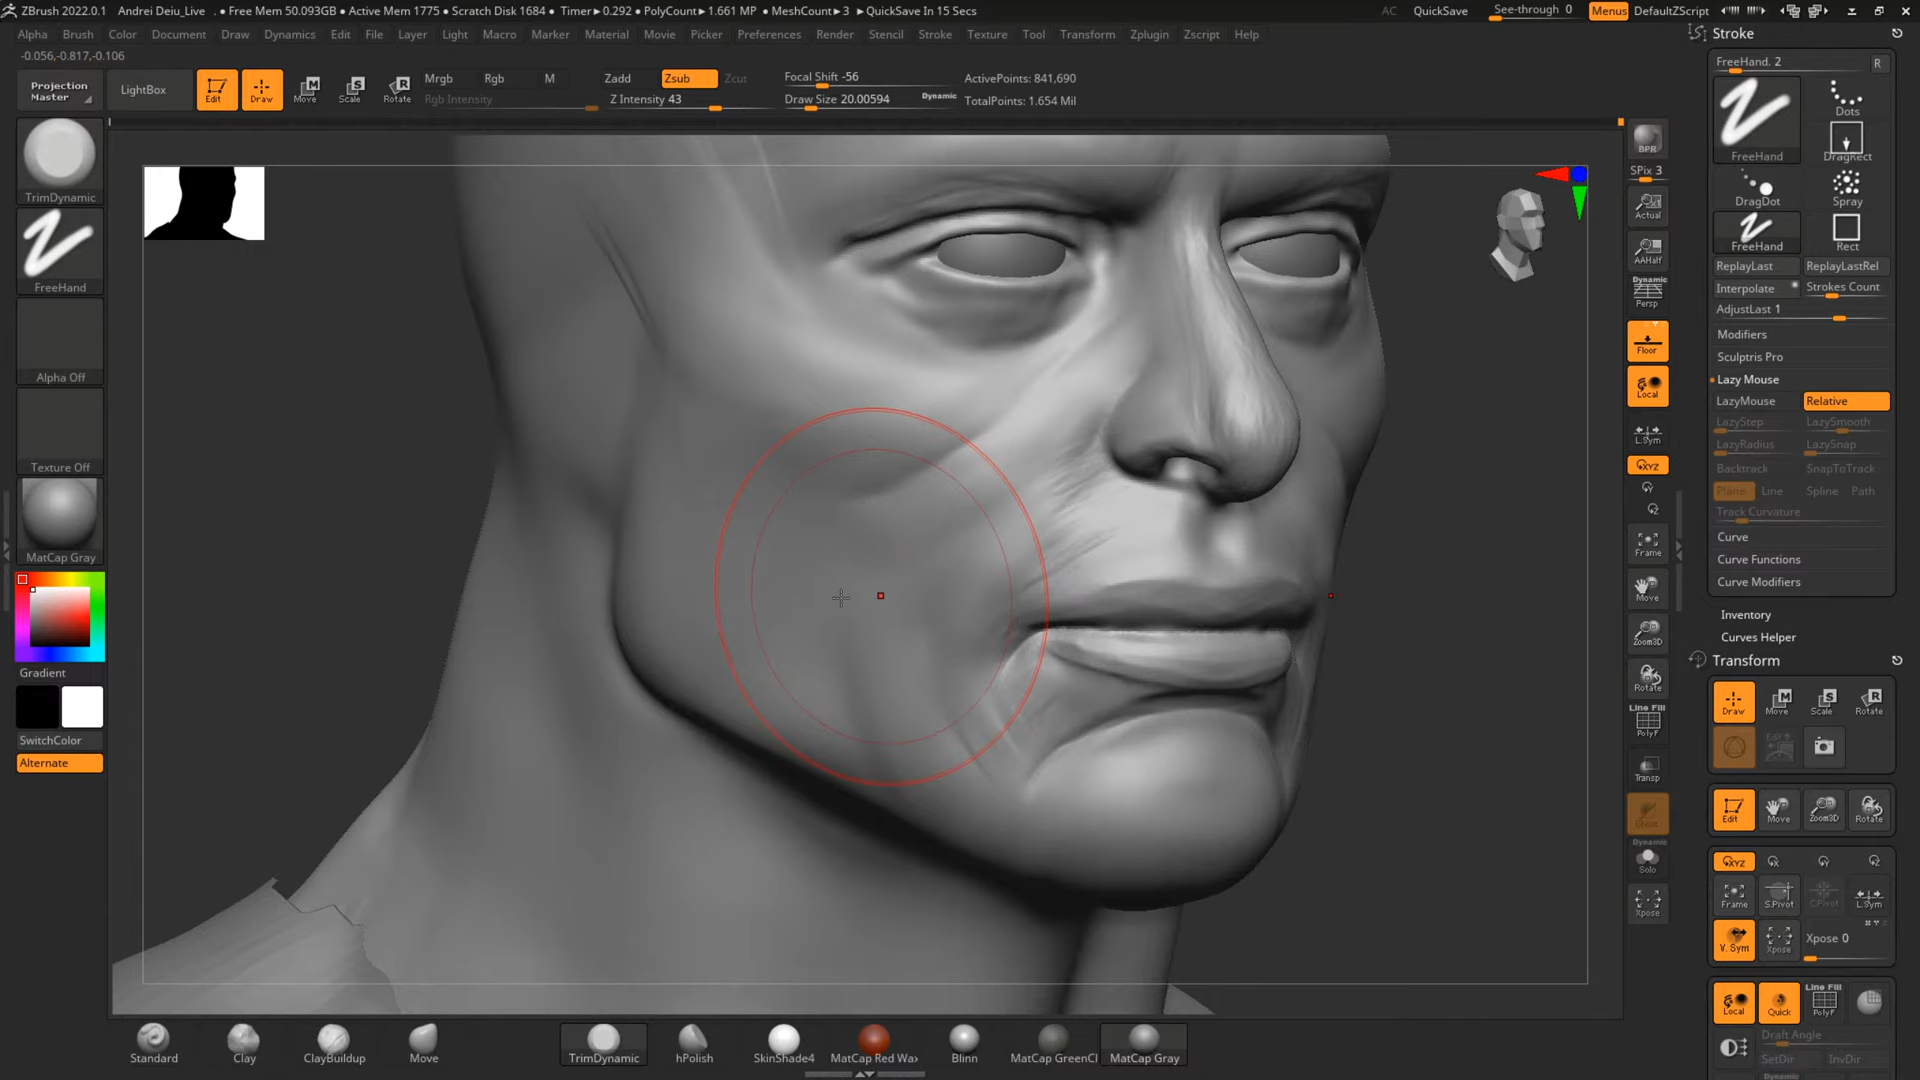 ZBrush 2022.0.1 Andrei Deiu_Live . • Free Mem 50.093GB • Active Mem 1775 • Scratch Disk 1684 • Timer▸0.292 • PolyCount▸1.661 MP • MeshCount▸3 ▸QuickSave In 15 Secs AC QuickSave See-through 0 Menus DefaultZScript
Alpha Brush Color Document Draw Dynamics Edit File Layer Light Macro Marker Material Movie Picker Preferences Render Stencil Stroke Texture Tool Transform Zplugin Zscript Help
-0.056,-0.817,-0.106
Projection Master
LightBox
Edit
Draw
Move
Scale
Rotate
Mrgb Rgb M
Rgb Intensity
Zadd Zsub Zcut
Z Intensity 43
Focal Shift -56
Draw Size 20.00594
Dynamic
ActivePoints: 841,690
TotalPoints: 1.654 Mil
TrimDynamic
FreeHand
Alpha Off
Texture Off
MatCap Gray
Gradient
SwitchColor
Alternate
BPR
SPix 3
Actual
AAHalf
Dynamic
Persp
Floor
Local
L.Sym
XYZ
Y
Z
Frame
Move
Zoom3D
Rotate
Line Fill
PolyF
Transp
Ghost
Dynamic
Solo
Xpose
Stroke
FreeHand. 2 R
FreeHand
Dots
DragRect
DragDot
Spray
FreeHand
Rect
ReplayLast ReplayLastRel
Interpolate Strokes Count
AdjustLast 1
Modifiers
Sculptris Pro
Lazy Mouse
LazyMouse Relative
LazyStep LazySmooth
LazyRadius LazySnap
Backtrack SnapToTrack
Plane Line Spline Path
Track Curvature
Curve
Curve Functions
Curve Modifiers
Inventory
Curves Helper
Transform
Draw Move Scale Rotate
Edit
Edit Move Zoom3D Rotate
XYZ X Y Z
Frame S.Pivot C.Pivot L.Sym
V. Sym Xpose Xpose 0
Line Fill
Local Quick PolyF
Draft Angle
SetDir InvDir
Standard
Clay
ClayBuildup
Move
TrimDynamic
hPolish
SkinShade4
MatCap Red Wax
Blinn
MatCap GreenCl
MatCap Gray